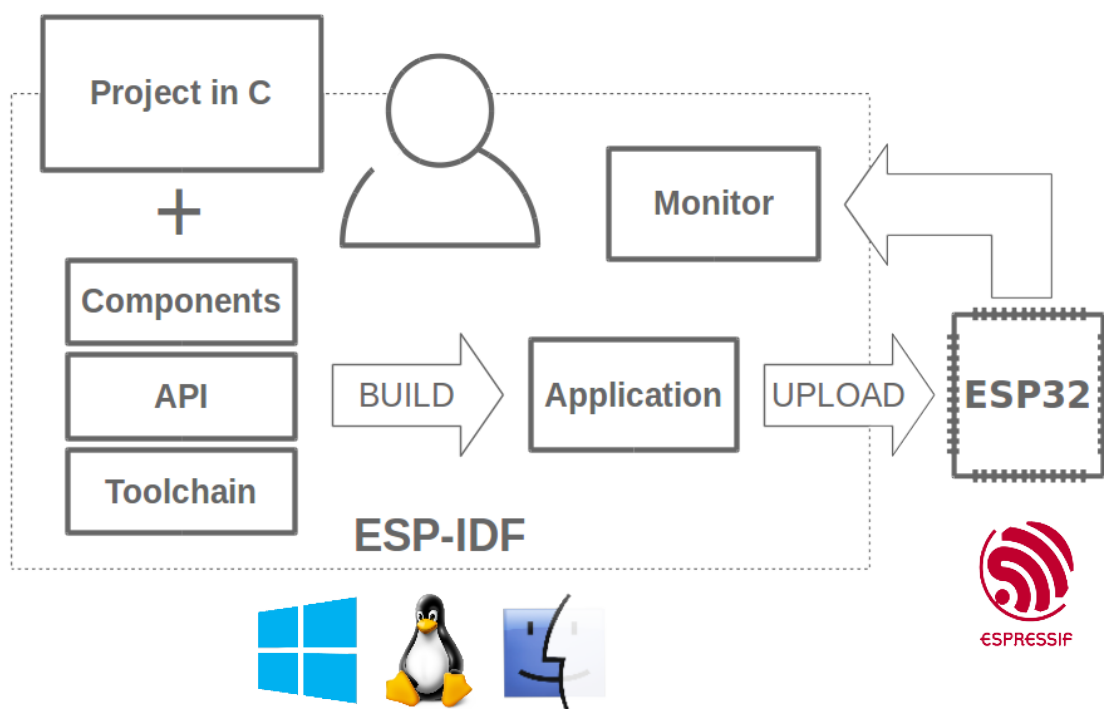 Project in C
+
Components
API
Toolchain
BUILD
Application
UPLOAD
Monitor
ESP32
ESP-IDF
ESPRESSIF